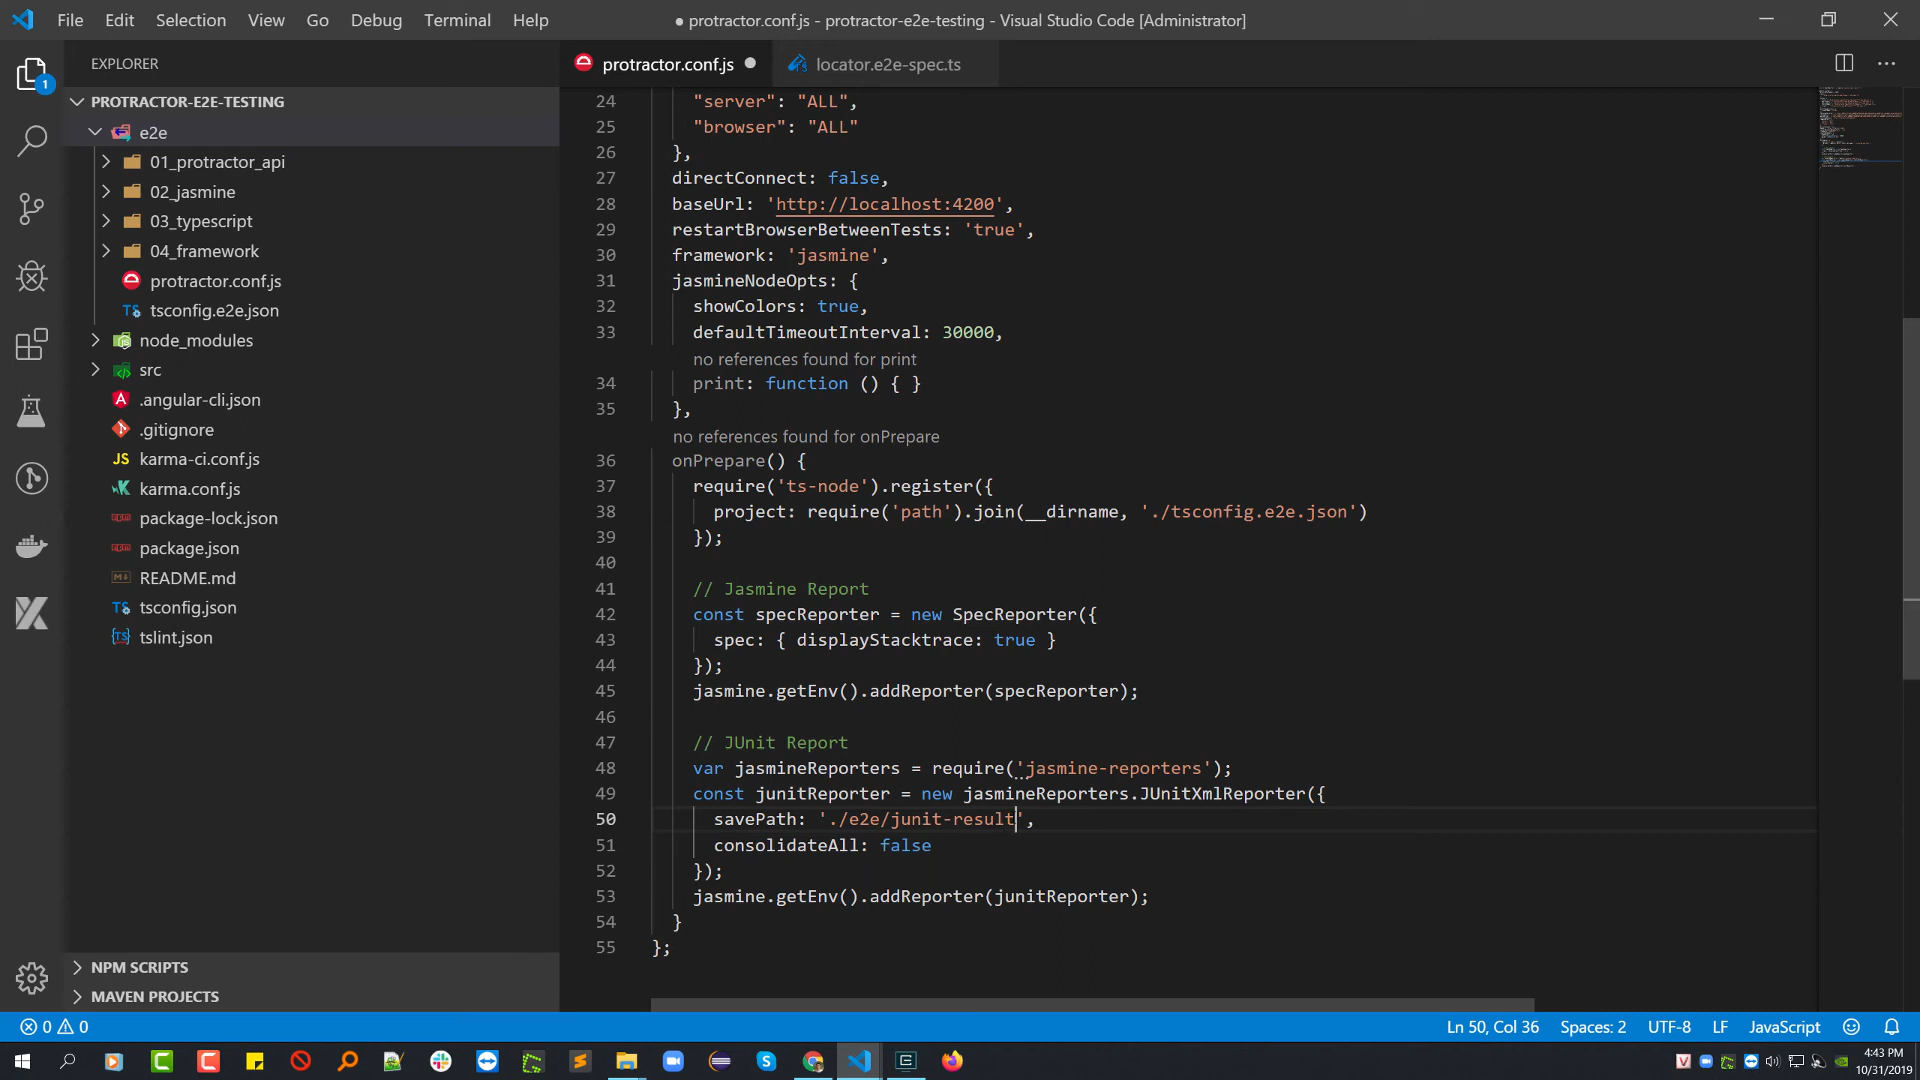 File Edit Selection View Go Debug Terminal Help
● protractor.conf.js - protractor-e2e-testing - Visual Studio Code [Administrator]
EXPLORER
1
PROTRACTOR-E2E-TESTING
e2e
01_protractor_api
02_jasmine
03_typescript
04_framework
protractor.conf.js
TS tsconfig.e2e.json
node_modules
src
.angular-cli.json
.gitignore
JS karma-ci.conf.js
karma.conf.js
package-lock.json
package.json
README.md
TS tsconfig.json
tslint.json
NPM SCRIPTS
MAVEN PROJECTS
protractor.conf.js ● locator.e2e-spec.ts
24 "server": "ALL",
25 "browser": "ALL"
26 },
27 directConnect: false,
28 baseUrl: 'http://localhost:4200',
29 restartBrowserBetweenTests: 'true',
30 framework: 'jasmine',
31 jasmineNodeOpts: {
32 showColors: true,
33 defaultTimeoutInterval: 30000,
no references found for print
34 print: function () { }
35 },
no references found for onPrepare
36 onPrepare() {
37 require('ts-node').register({
38 project: require('path').join(__dirname, './tsconfig.e2e.json')
39 });
40
41 // Jasmine Report
42 const specReporter = new SpecReporter({
43 spec: { displayStacktrace: true }
44 });
45 jasmine.getEnv().addReporter(specReporter);
46
47 // JUnit Report
48 var jasmineReporters = require('jasmine-reporters');
49 const junitReporter = new jasmineReporters.JUnitXmlReporter({
50 savePath: './e2e/junit-result',
51 consolidateAll: false
52 });
53 jasmine.getEnv().addReporter(junitReporter);
54 }
55 };
0 0
Ln 50, Col 36 Spaces: 2 UTF-8 LF JavaScript
4:43 PM
10/31/2019